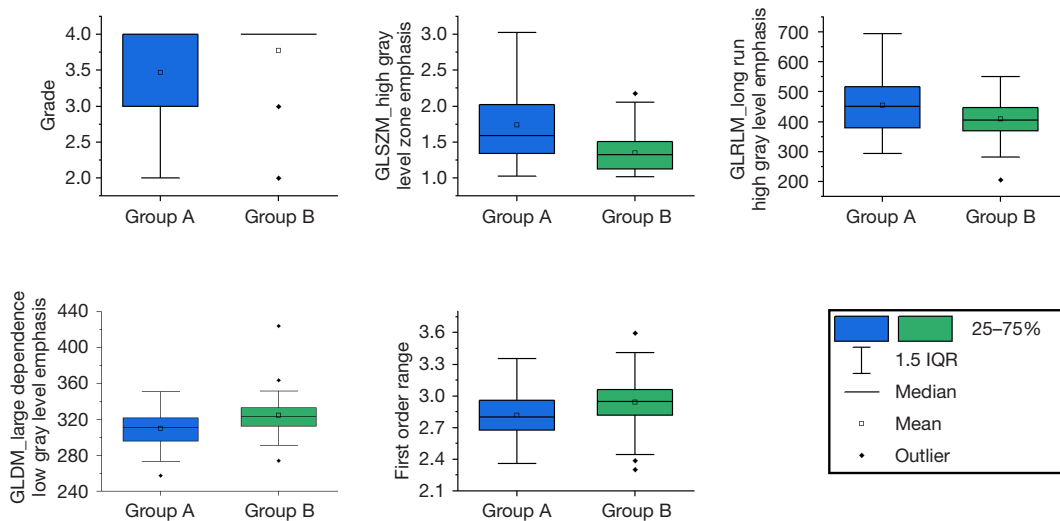 Grade
4.0
3.5
3.0
2.5
2.0
Group A
Group B
GLSZM_high gray
level zone emphasis
3.0
2.5
2.0
1.5
1.0
Group A
Group B
GLRLM_long run
high gray level emphasis
700
600
500
400
300
200
Group A
Group B
GLDM_large dependence
low gray level emphasis
440
400
360
320
280
240
Group A
Group B
First order range
3.6
3.3
3.0
2.7
2.4
2.1
Group A
Group B
25–75%
1.5 IQR
Median
Mean
Outlier